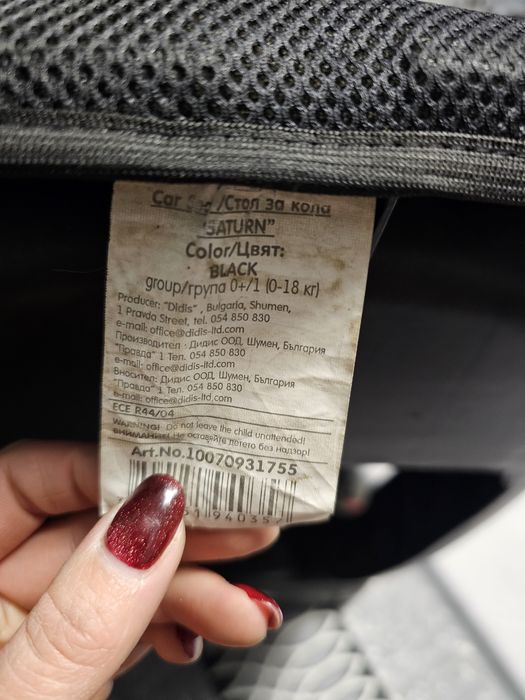 Car /Стол за кола
"SATURN"
Color/Цвят:
BLACK
group/група 0+/1 (0-18 кг)
Producer: "Didis" , Bulgaria, Shumen,
1 Pravda Street, tel. 054 850 830
e-mail: office@didis-ltd.com
Производител : Дидис ООД, Шумен, България
"Правда" 1 Тел. 054 850 830
e-mail: office@didis-ltd.com
Вносител: Дидис ООД, Шумен, България
"Правда" 1 Тел. 054 850 830
e-mail: office@didis-ltd.com
ECE R44/04
WARNING! Do not leave the child unattended!
ВНИМАНИЕ! Не оставяйте детето без надзор!
Art.No.10070931755